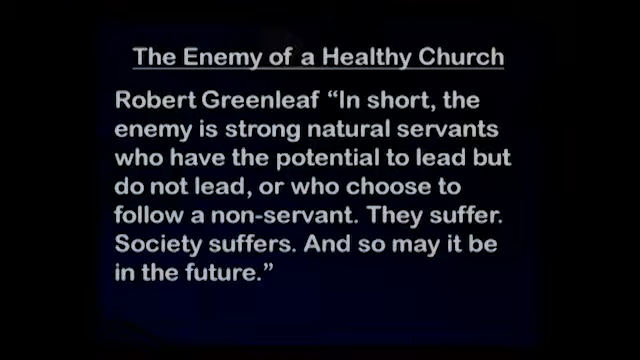 The Enemy of a Healthy Church
Robert Greenleaf “In short, the
enemy is strong natural servants
who have the potential to lead but
do not lead, or who choose to
follow a non-servant. They suffer.
Society suffers. And so may it be
in the future.”